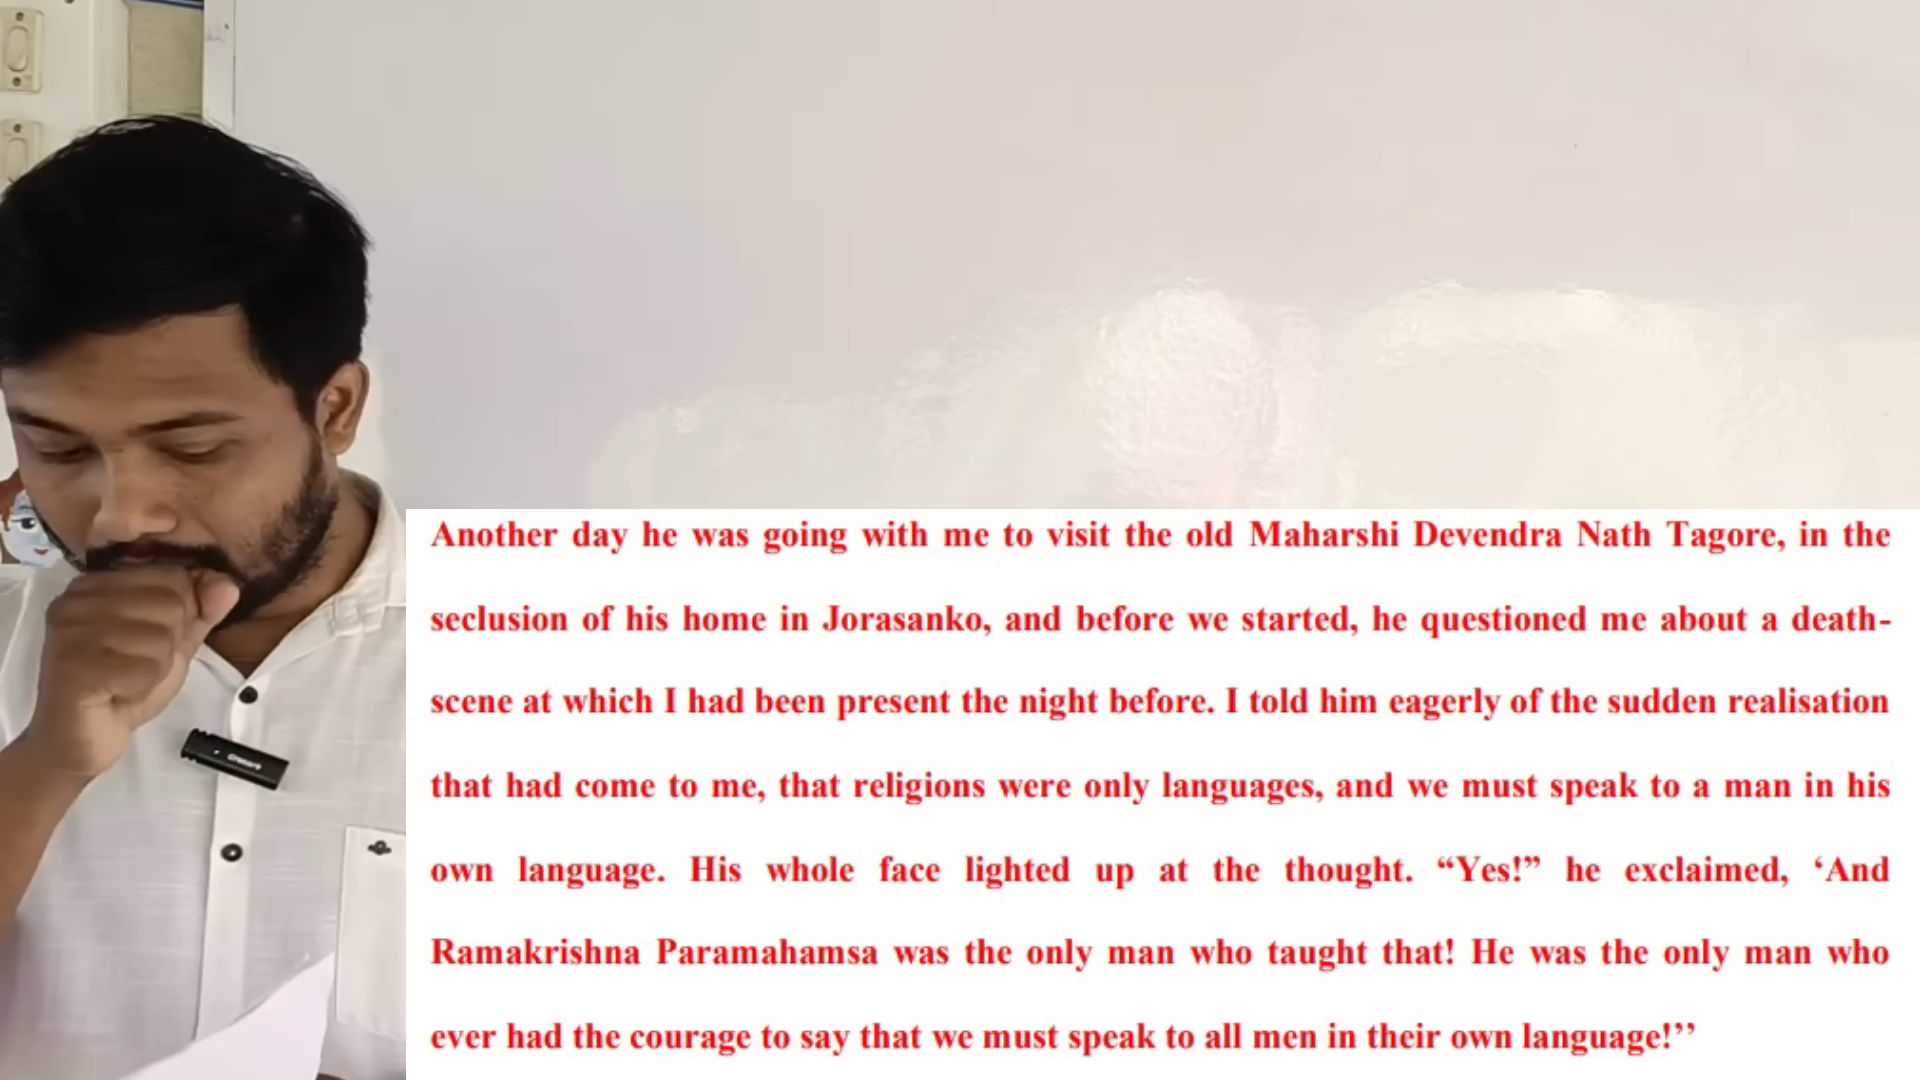 Another day he was going with me to visit the old Maharshi Devendra Nath Tagore, in the
seclusion of his home in Jorasanko, and before we started, he questioned me about a death-
scene at which I had been present the night before. I told him eagerly of the sudden realisation
that had come to me, that religions were only languages, and we must speak to a man in his
own language. His whole face lighted up at the thought. “Yes!” he exclaimed, ‘And
Ramakrishna Paramahamsa was the only man who taught that! He was the only man who
ever had the courage to say that we must speak to all men in their own language!’’